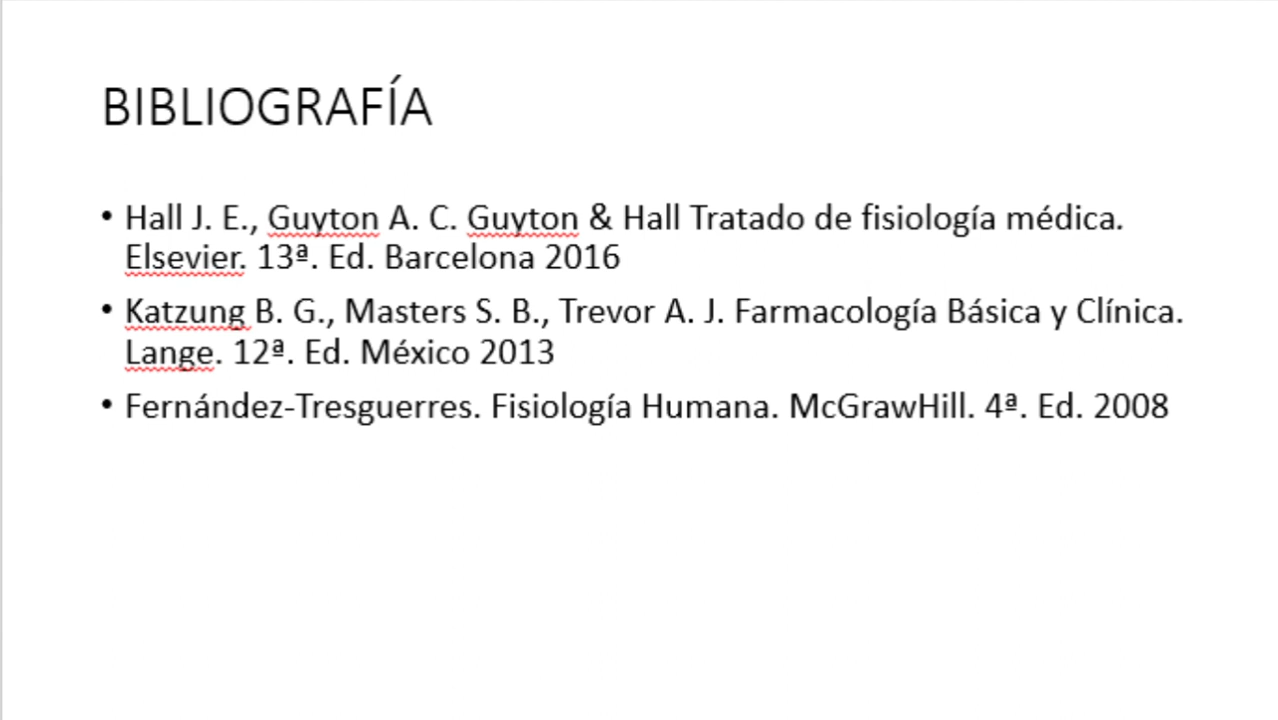 BIBLIOGRAFÍA
• Hall J. E., Guyton A. C. Guyton & Hall Tratado de fisiología médica.
Elsevier. 13ª. Ed. Barcelona 2016
• Katzung B. G., Masters S. B., Trevor A. J. Farmacología Básica y Clínica.
Lange. 12ª. Ed. México 2013
• Fernández-Tresguerres. Fisiología Humana. McGrawHill. 4ª. Ed. 2008